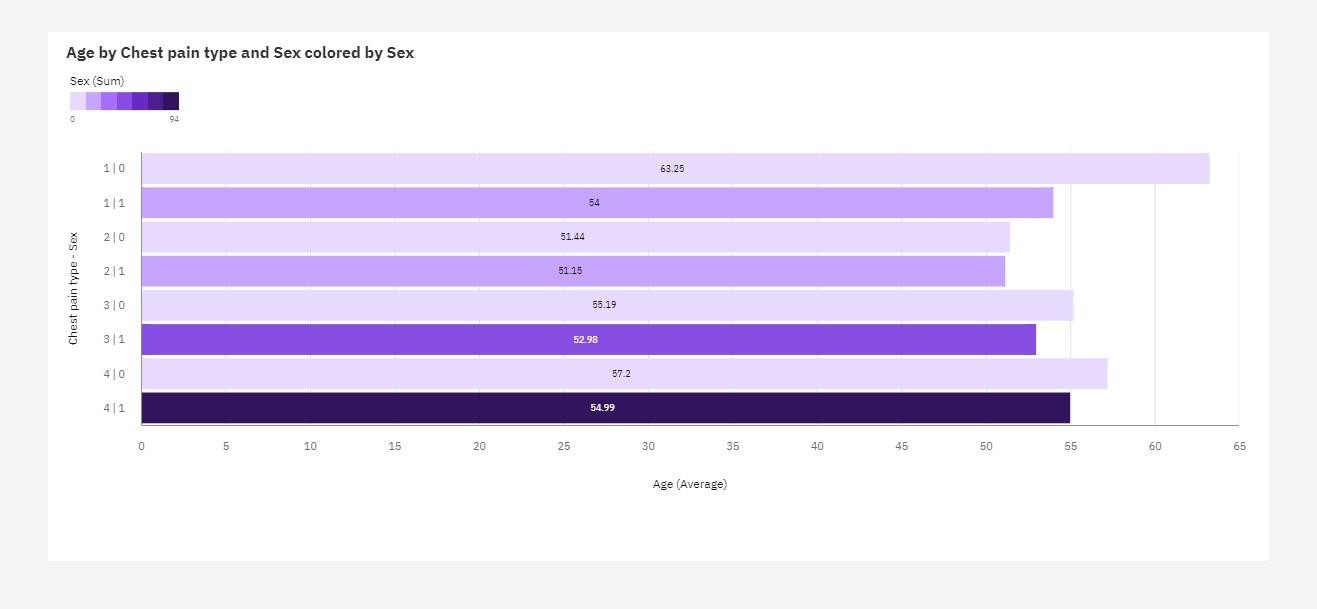 Age by Chest pain type and Sex colored by Sex
Sex (Sum)
0 94
Chest pain type - Sex
1 | 0 63.25
1 | 1 54
2 | 0 51.44
2 | 1 51.15
3 | 0 55.19
3 | 1 52.98
4 | 0 57.2
4 | 1 54.99
0 5 10 15 20 25 30 35 40 45 50 55 60 65
Age (Average)